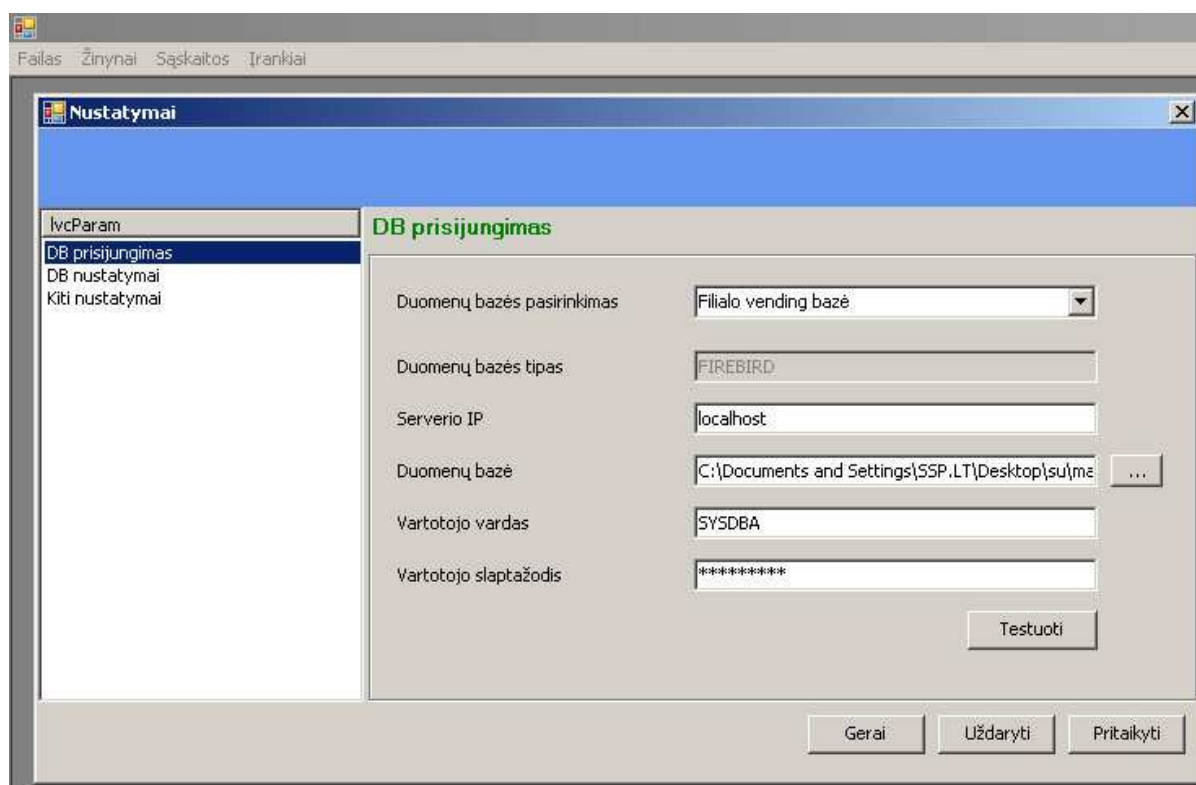 Failas Žinynai Sąskaitos Įrankiai
Nustatymai
lvcParam
DB prisijungimas
DB nustatymai
Kiti nustatymai
DB prisijungimas
Duomenų bazės pasirinkimas Filialo vending bazė
Duomenų bazės tipas FIREBIRD
Serverio IP localhost
Duomenų bazė C:\Documents and Settings\SSP.LT\Desktop\su\ma ...
Vartotojo vardas SYSDBA
Vartotojo slaptažodis *********
Testuoti
Gerai Uždaryti Pritaikyti